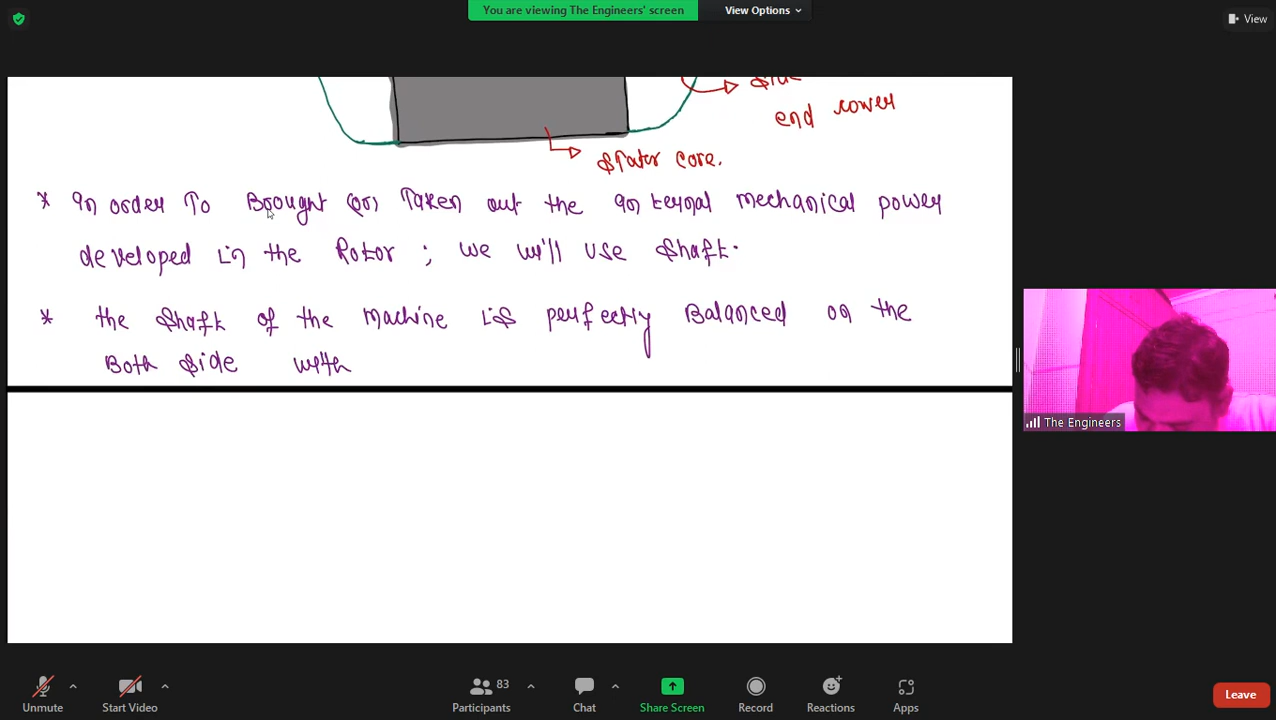 You are viewing The Engineers' screen
View Options
View
end cover
Stator core.
* In order To Brought (or) Taken out the Internal mechanical power
developed in the Rotor ; we will use shaft.
* the shaft of the machine is perfectly Balanced on the
Both side with
The Engineers
Unmute
Start Video
83
Participants
Chat
Share Screen
Record
Reactions
Apps
Leave